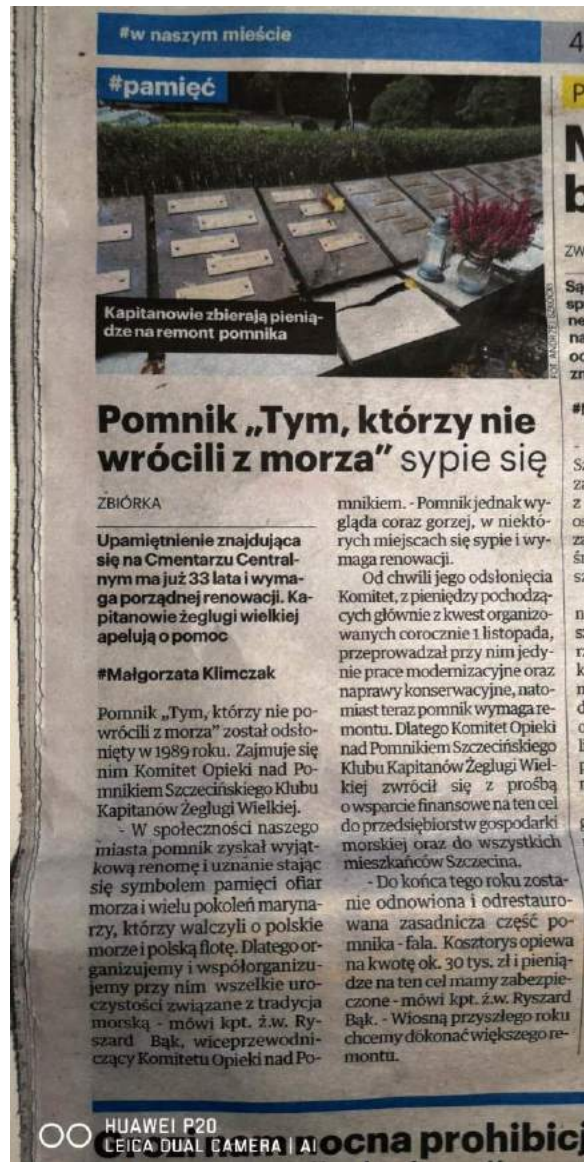 #w naszym mieście
4
#pamięć
Kapitanowie zbierają pienią-
dze na remont pomnika
FOT. ANDRZEJ SZKOCKI
Pomnik „Tym, którzy nie
wrócili z morza” sypie się
ZBIÓRKA
Upamiętnienie znajdująca
się na Cmentarzu Central-
nym ma już 33 lata i wyma-
ga porządnej renowacji. Ka-
pitanowie żeglugi wielkiej
apelują o pomoc
#Małgorzata Klimczak
Pomnik „Tym, którzy nie po-
wrócili z morza” został odsło-
nięty w 1989 roku. Zajmuje się
nim Komitet Opieki nad Po-
mnikiem Szczecińskiego Klubu
Kapitanów Żeglugi Wielkiej.
- W społeczności naszego
miasta pomnik zyskał wyjąt-
kową renomę i uznanie stając
się symbolem pamięci ofiar
morza i wielu pokoleń maryna-
rzy, którzy walczyli o polskie
morze i polską flotę. Dlatego or-
ganizujemy i współorganizu-
jemy przy nim wszelkie uro-
czystości związane z tradycją
morską - mówi kpt. ż.w. Ry-
szard Bąk, wiceprzewodni-
czący Komitetu Opieki nad Po-
mnikiem. - Pomnik jednak wy-
gląda coraz gorzej, w niektó-
rych miejscach się sypie i wy-
maga renowacji.
Od chwili jego odsłonięcia
Komitet, z pieniędzy pochodzą-
cych głównie z kwest organizo-
wanych corocznie 1 listopada,
przeprowadzał przy nim jedy-
nie prace modernizacyjne oraz
naprawy konserwacyjne, nato-
miast teraz pomnik wymaga re-
montu. Dlatego Komitet Opieki
nad Pomnikiem Szczecińskiego
Klubu Kapitanów Żeglugi Wiel-
kiej zwrócił się z prośbą
o wsparcie finansowe na ten cel
do przedsiębiorstw gospodarki
morskiej oraz do wszystkich
mieszkańców Szczecina.
- Do końca tego roku zosta-
nie odnowiona i odrestauro-
wana zasadnicza część po-
mnika - fala. Kosztorys opiewa
na kwotę ok. 30 tys. zł i pienią-
dze na ten cel mamy zabezpie-
czone - mówi kpt. ż.w. Ryszard
Bąk. - Wiosną przyszłego roku
chcemy dokonać większego re-
montu.
nocna prohibicj
HUAWEI P20
LEICA DUAL CAMERA | AI